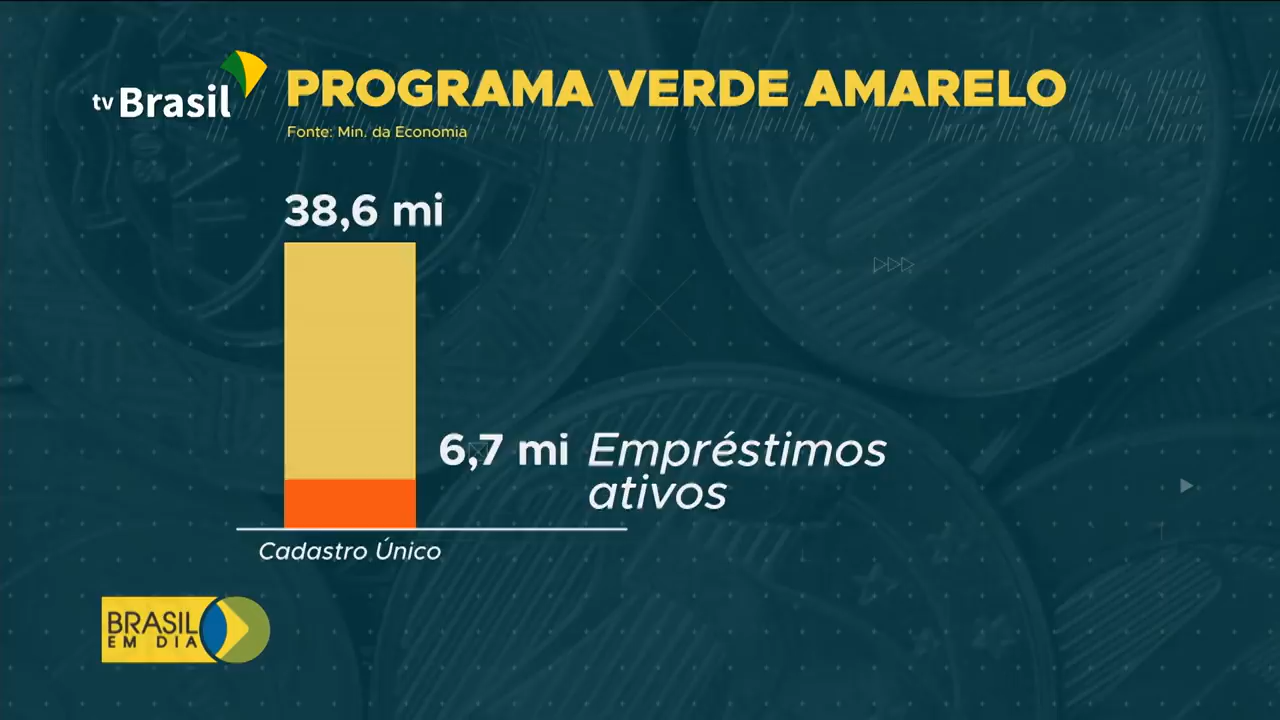 tv Brasil
PROGRAMA VERDE AMARELO
Fonte: Min. da Economia
38,6 mi
6,7 mi Empréstimos
ativos
Cadastro Único
BRASIL
EM DIA